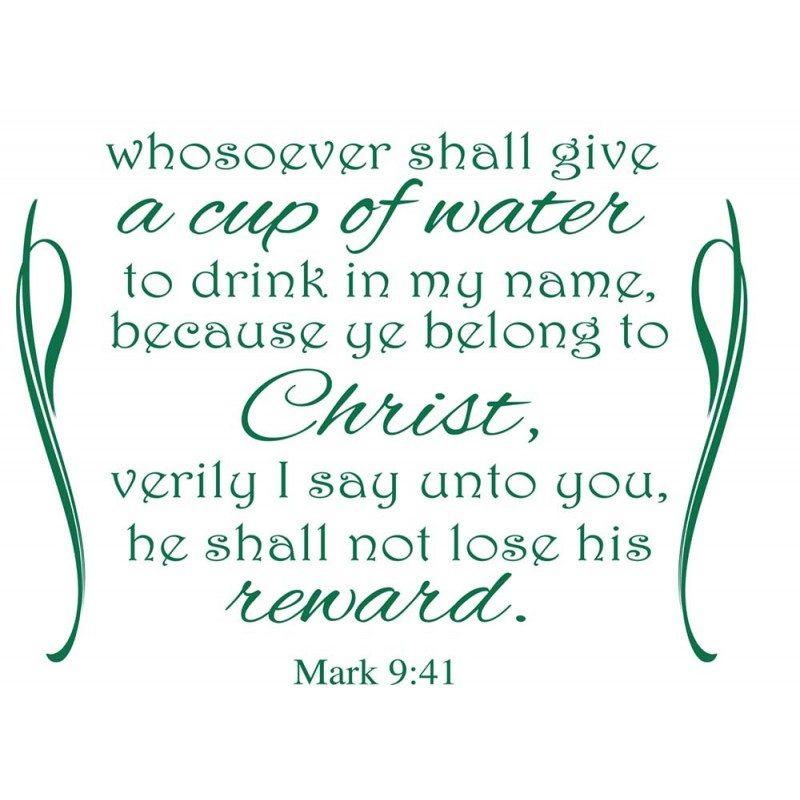 whosoever shall give
a cup of water
to drink in my name,
because ye belong to
Christ,
verily I say unto you,
he shall not lose his
reward.
Mark 9:41